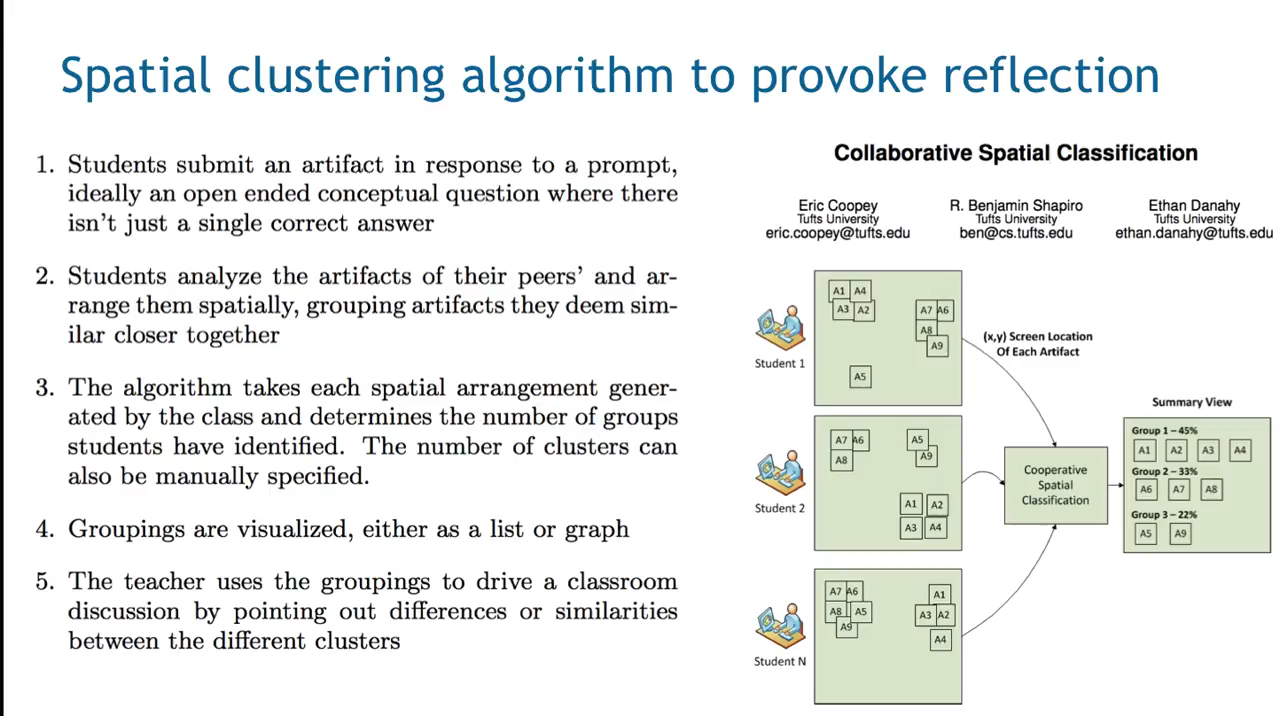 Spatial clustering algorithm to provoke reflection
1. Students submit an artifact in response to a prompt,
ideally an open ended conceptual question where there
isn't just a single correct answer
2. Students analyze the artifacts of their peers' and ar-
range them spatially, grouping artifacts they deem sim-
ilar closer together
3. The algorithm takes each spatial arrangement gener-
ated by the class and determines the number of groups
students have identified. The number of clusters can
also be manually specified.
4. Groupings are visualized, either as a list or graph
5. The teacher uses the groupings to drive a classroom
discussion by pointing out differences or similarities
between the different clusters
Collaborative Spatial Classification
Eric Coopey
Tufts University
eric.coopey@tufts.edu
R. Benjamin Shapiro
Tufts University
ben@cs.tufts.edu
Ethan Danahy
Tufts University
ethan.danahy@tufts.edu
Student 1
A1 A4
A3 A2
A7 A6
A8
A9
A5
Student 2
A7 A6
A8
A5
A9
A1 A2
A3 A4
Student N
A7 A6
A8 A5
A9
A1
A3 A2
A4
(x,y) Screen Location
Of Each Artifact
Cooperative
Spatial
Classification
Summary View
Group 1 – 45%
A1 A2 A3 A4
Group 2 – 33%
A6 A7 A8
Group 3 – 22%
A5 A9